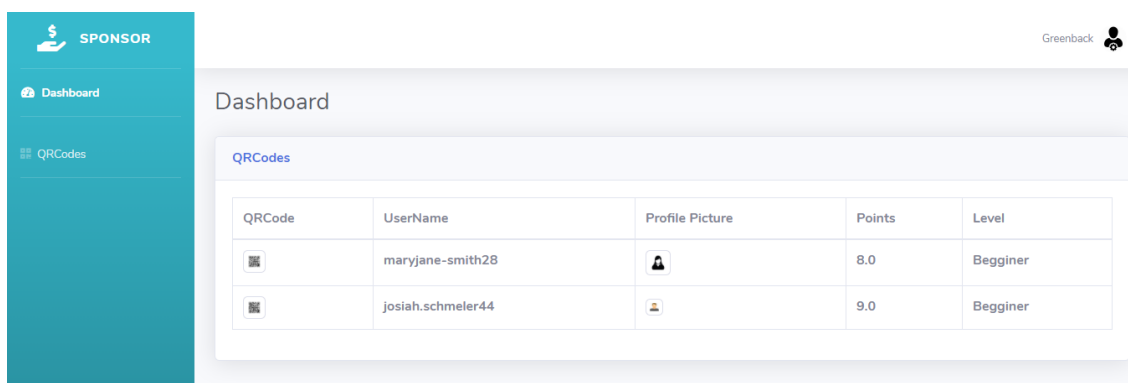 SPONSOR
Greenback
Dashboard
Dashboard
QRCodes
QRCodes
QRCode UserName Profile Picture Points Level
maryjane-smith28 8.0 Begginer
josiah.schmeler44 9.0 Begginer